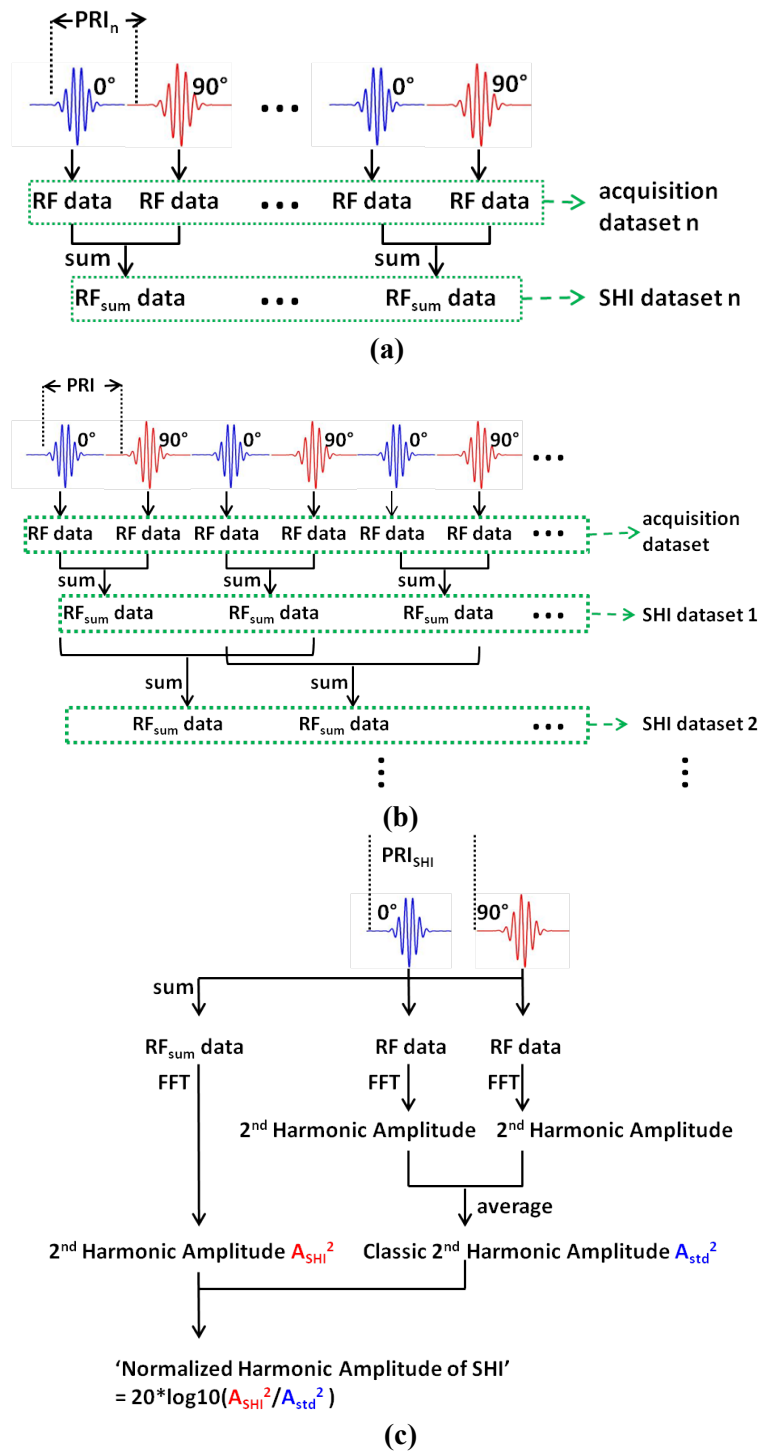 PRIn
0° 90° ... 0° 90°
RF data RF data ... RF data RF data
acquisition
dataset n
sum sum
RFsum data ... RFsum data
SHI dataset n
(a)
PRI
0° 90° 0° 90° 0° 90° ...
RF data RF data RF data RF data RF data RF data ...
acquisition
dataset
sum sum sum
RFsum data RFsum data RFsum data ...
SHI dataset 1
sum sum
RFsum data RFsum data ...
SHI dataset 2
(b)
PRISHI
0° 90°
sum
RFsum data RF data RF data
FFT FFT FFT
2nd Harmonic Amplitude 2nd Harmonic Amplitude
average
2nd Harmonic Amplitude ASHI2 Classic 2nd Harmonic Amplitude Astd2
‘Normalized Harmonic Amplitude of SHI’
= 20*log10(ASHI2/Astd2 )
(c)